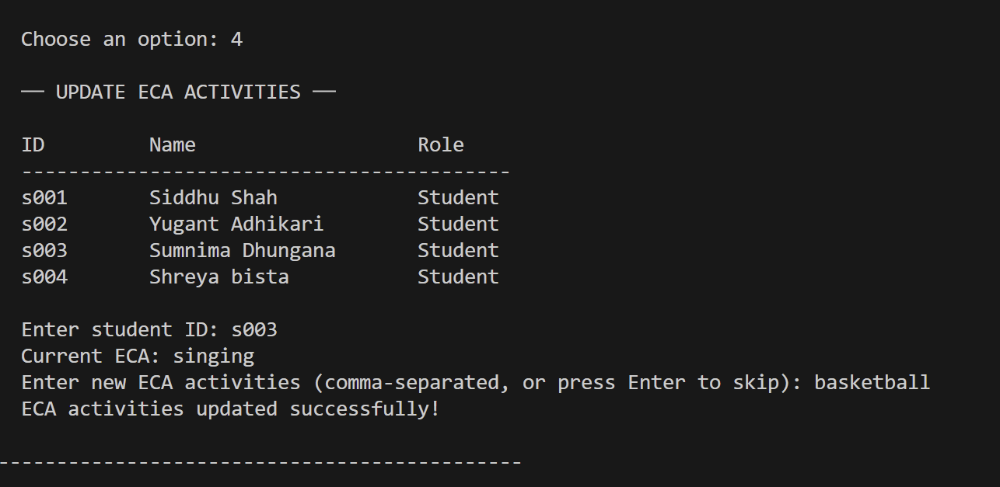 Choose an option: 4
── UPDATE ECA ACTIVITIES ──
ID Name Role
------------------------------------------
s001 Siddhu Shah Student
s002 Yugant Adhikari Student
s003 Sumnima Dhungana Student
s004 Shreya bista Student
Enter student ID: s003
Current ECA: singing
Enter new ECA activities (comma-separated, or press Enter to skip): basketball
ECA activities updated successfully!
---------------------------------------------